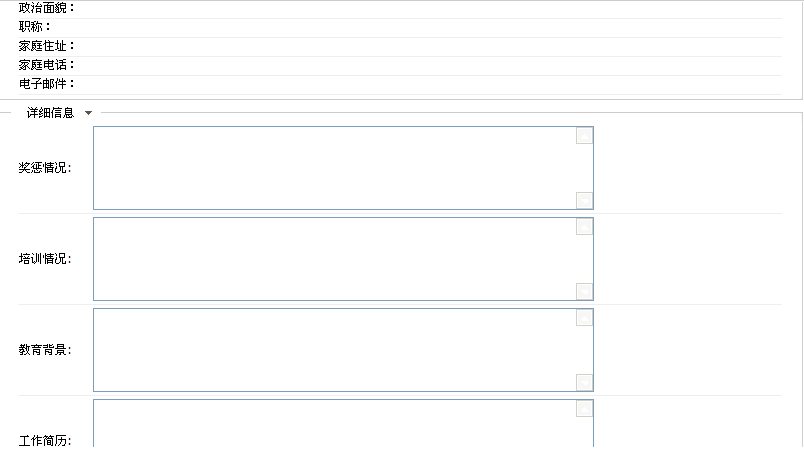 政治面貌：
职称：
家庭住址：
家庭电话：
电子邮件：
详细信息
奖惩情况:
培训情况:
教育背景:
工作简历: